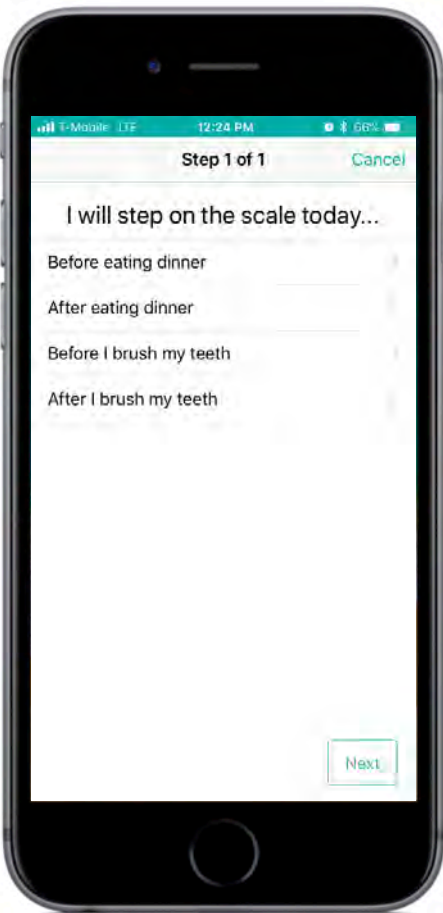 T-Mobile LTE 12:24 PM 66%
Step 1 of 1 Cancel
I will step on the scale today...
Before eating dinner
After eating dinner
Before I brush my teeth
After I brush my teeth
Next